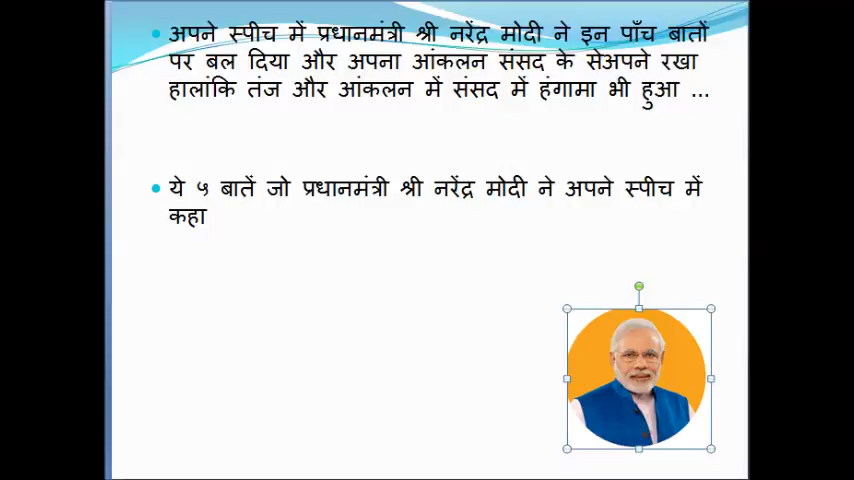 अपने स्पीच में प्रधानमंत्री श्री नरेंद्र मोदी ने इन पाँच बातों
पर बल दिया और अपना आंकलन संसद के सेअपने रखा
हालांकि तंज और आंकलन में संसद में हंगामा भी हुआ ...
ये ५ बातें जो प्रधानमंत्री श्री नरेंद्र मोदी ने अपने स्पीच में
कहा